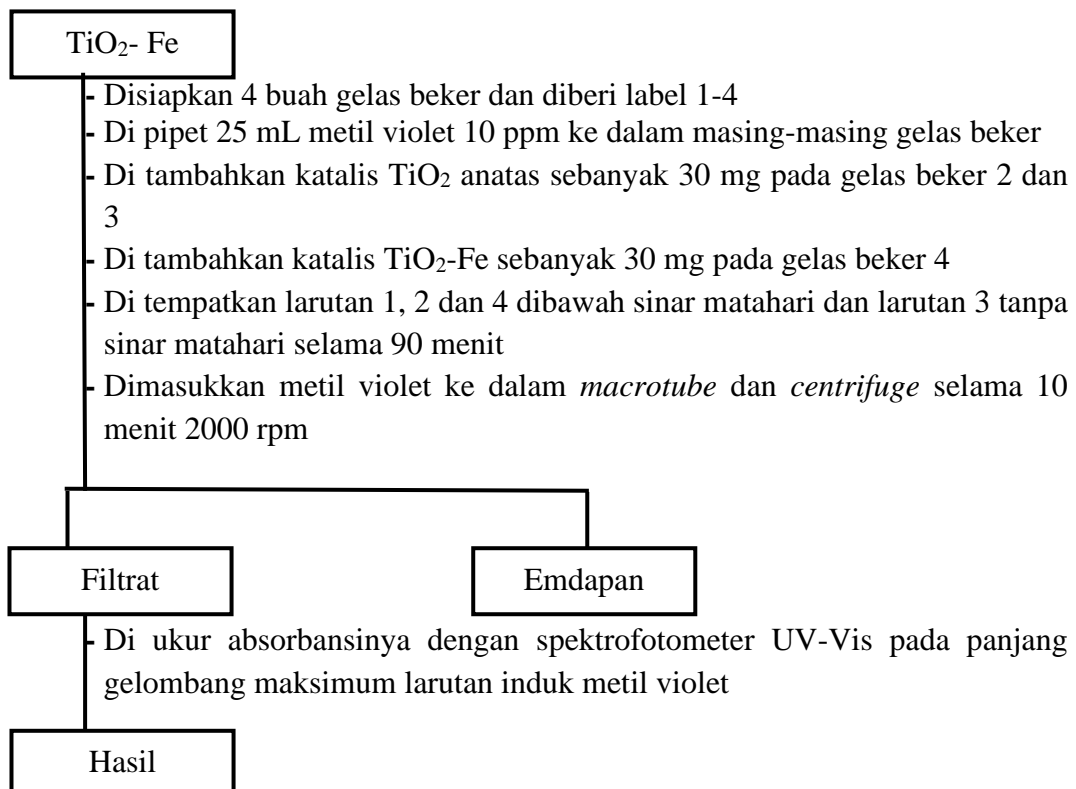 TiO₂- Fe
- Disiapkan 4 buah gelas beker dan diberi label 1-4
- Di pipet 25 mL metil violet 10 ppm ke dalam masing-masing gelas beker
- Di tambahkan katalis TiO₂ anatas sebanyak 30 mg pada gelas beker 2 dan
3
- Di tambahkan katalis TiO₂-Fe sebanyak 30 mg pada gelas beker 4
- Di tempatkan larutan 1, 2 dan 4 dibawah sinar matahari dan larutan 3 tanpa
sinar matahari selama 90 menit
- Dimasukkan metil violet ke dalam macrotube dan centrifuge selama 10
menit 2000 rpm
Filtrat
Emdapan
- Di ukur absorbansinya dengan spektrofotometer UV-Vis pada panjang
gelombang maksimum larutan induk metil violet
Hasil